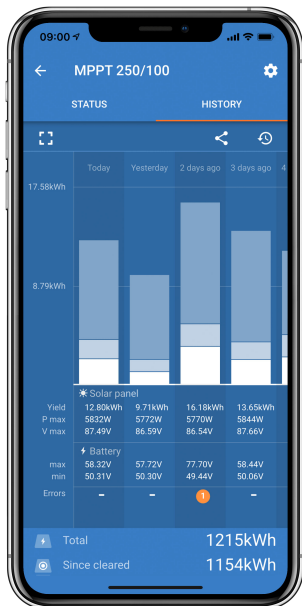 09:00
MPPT 250/100
STATUS HISTORY
Today Yesterday 2 days ago 3 days ago 4
17.58kWh
8.79kWh
Solar panel
Yield 12.80kWh 9.71kWh 16.18kWh 13.65kWh
P max 5832W 5772W 5770W 5844W
V max 87.49V 86.59V 86.54V 87.66V
Battery
max 58.32V 57.72V 77.70V 58.44V
min 50.31V 50.30V 49.44V 50.06V
Errors – – 1 –
Total 1215kWh
Since cleared 1154kWh